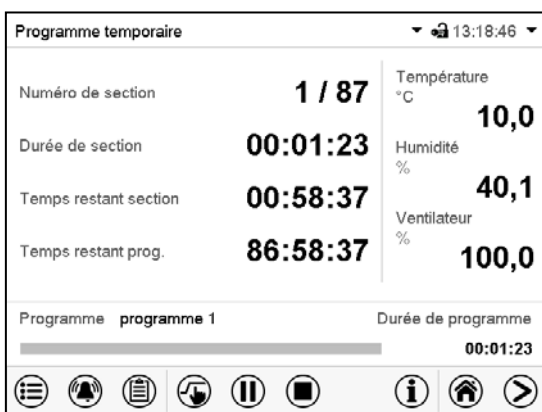 Programme temporaire 13:18:46
Numéro de section 1 / 87
Durée de section 00:01:23
Temps restant section 00:58:37
Temps restant prog. 86:58:37
Température
°C
10,0
Humidité
%
40,1
Ventilateur
%
100,0
Programme programme 1 Durée de programme
00:01:23